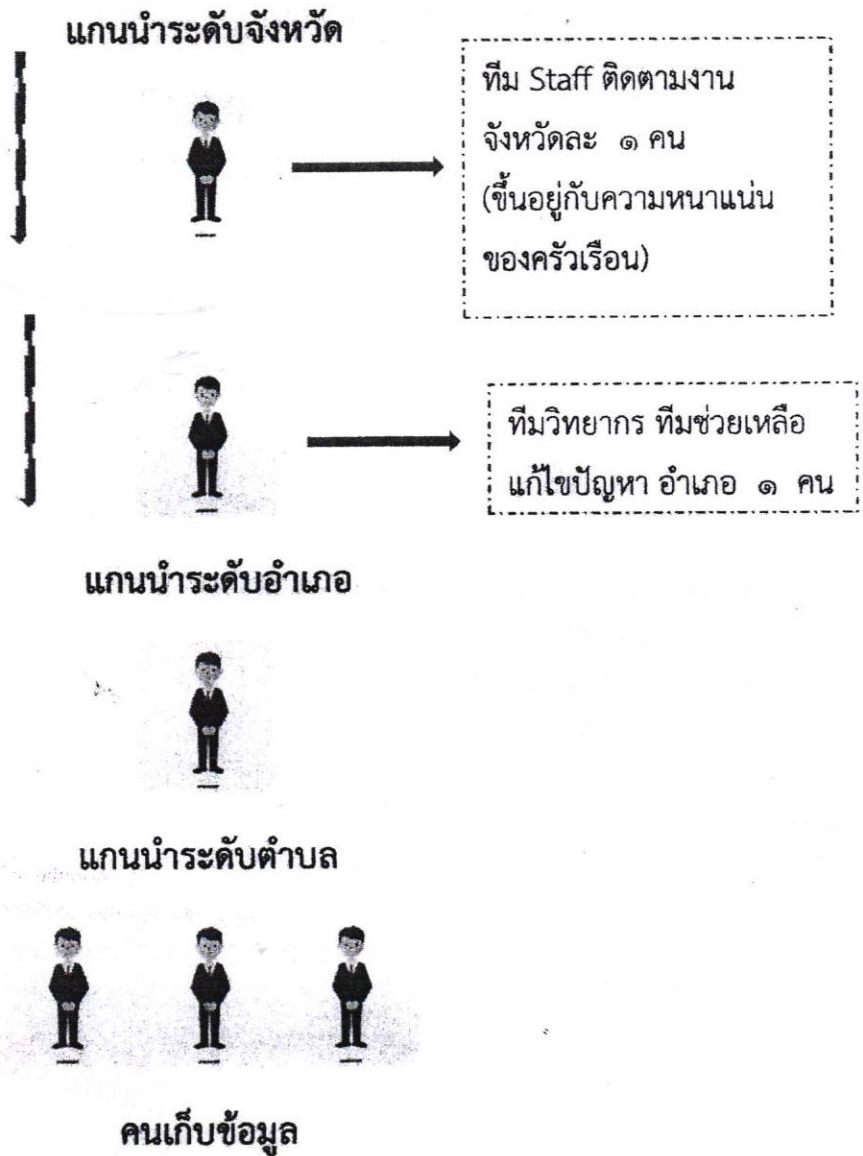 แกนนำระดับจังหวัด
ทีม Staff ติดตามงาน
จังหวัดละ ๑ คน
(ขึ้นอยู่กับความหนาแน่น
ของครัวเรือน)
ทีมวิทยากร ทีมช่วยเหลือ
แก้ไขปัญหา อำเภอ ๑ คน
แกนนำระดับอำเภอ
แกนนำระดับตำบล
คนเก็บข้อมูล